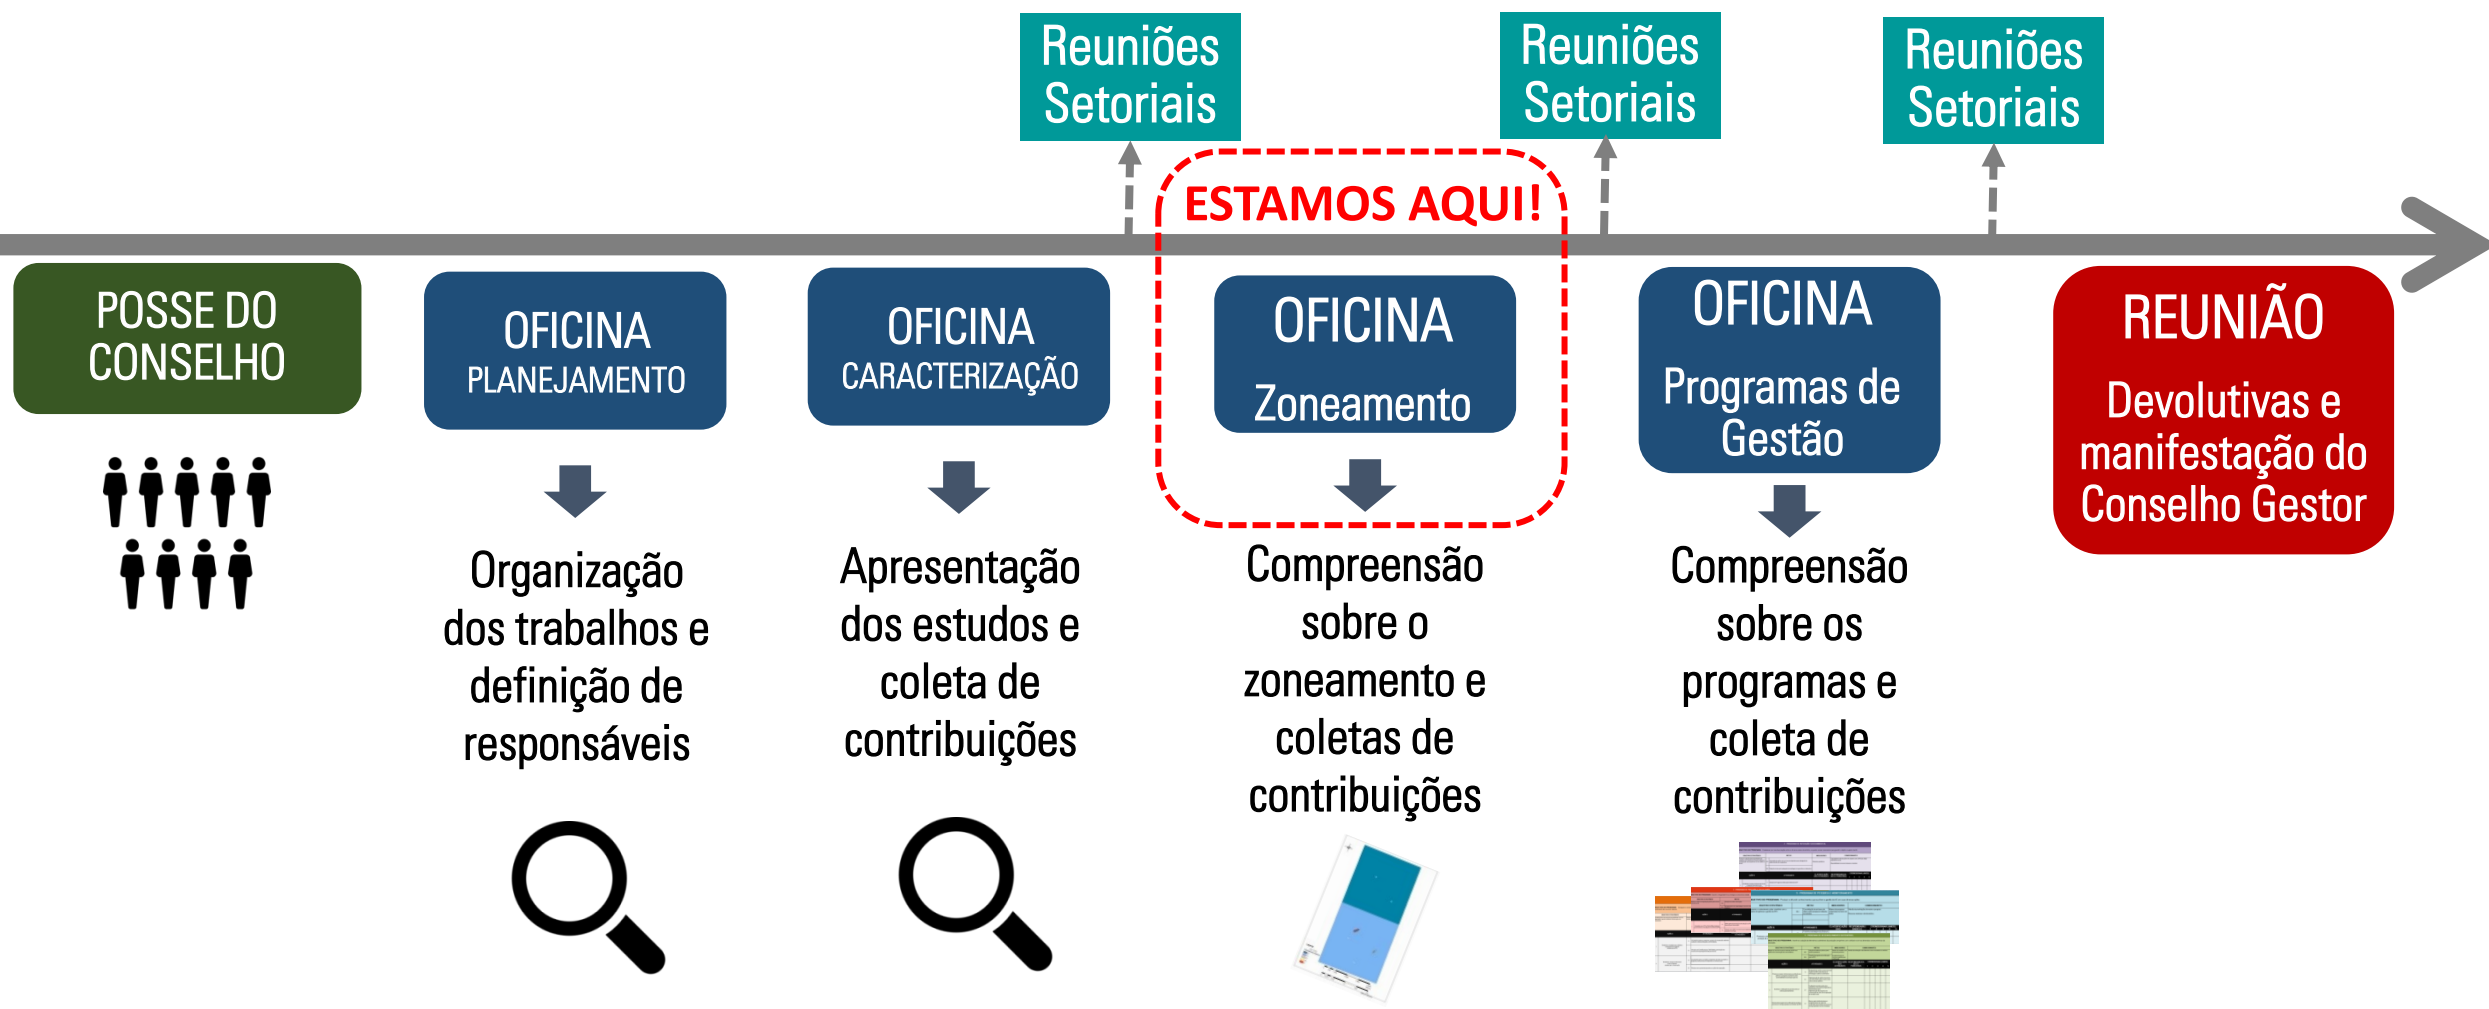 Reuniões
Setoriais
Reuniões
Setoriais
Reuniões
Setoriais
ESTAMOS AQUI!
POSSE DO
CONSELHO
OFICINA
PLANEJAMENTO
Organização
dos trabalhos e
definição de
responsáveis
OFICINA
CARACTERIZAÇÃO
Apresentação
dos estudos e
coleta de
contribuições
OFICINA
Zoneamento
Compreensão
sobre o
zoneamento e
coletas de
contribuições
OFICINA
Programas de
Gestão
Compreensão
sobre os
programas e
coleta de
contribuições
REUNIÃO
Devolutivas e
manifestação do
Conselho Gestor